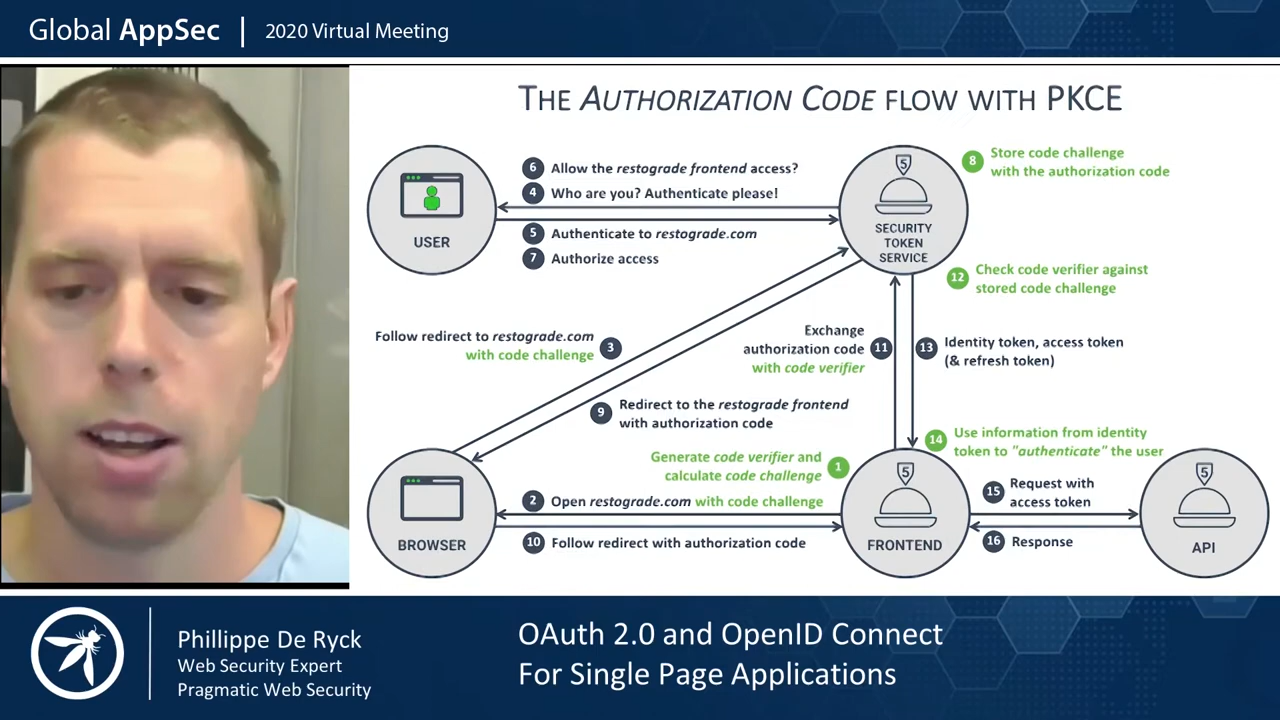 Global AppSec | 2020 Virtual Meeting
THE AUTHORIZATION CODE FLOW WITH PKCE
6 Allow the restograde frontend access?
4 Who are you? Authenticate please!
5 Authenticate to restograde.com
7 Authorize access
USER
5
SECURITY
TOKEN
SERVICE
8 Store code challenge
with the authorization code
12 Check code verifier against
stored code challenge
Follow redirect to restograde.com 3
with code challenge
Exchange
authorization code 11
with code verifier
13 Identity token, access token
(& refresh token)
9 Redirect to the restograde frontend
with authorization code
14 Use information from identity
token to "authenticate" the user
Generate code verifier and 1
calculate code challenge
2 Open restograde.com with code challenge
10 Follow redirect with authorization code
BROWSER
5
FRONTEND
15 Request with
access token
16 Response
5
API
Phillippe De Ryck
Web Security Expert
Pragmatic Web Security
OAuth 2.0 and OpenID Connect
For Single Page Applications